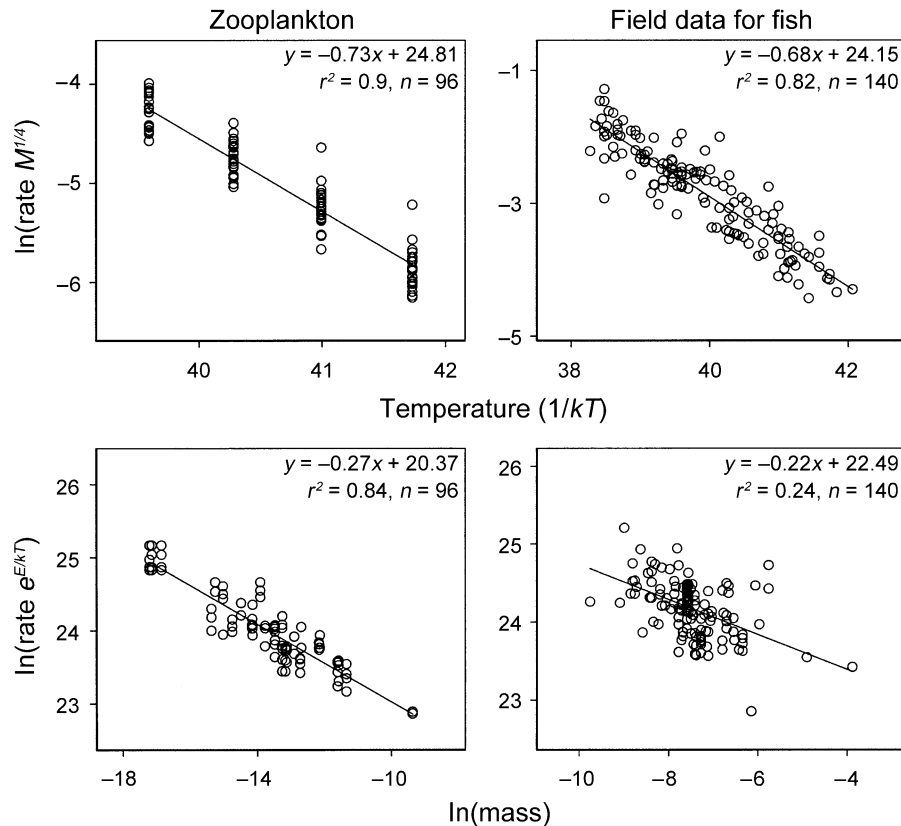 Zooplankton
Field data for fish
y = –0.73x + 24.81
r² = 0.9, n = 96
y = –0.68x + 24.15
r² = 0.82, n = 140
ln(rate M^1/4)
–4
–5
–6
–1
–3
–5
40
41
42
38
40
42
Temperature (1/kT)
y = –0.27x + 20.37
r² = 0.84, n = 96
y = –0.22x + 22.49
r² = 0.24, n = 140
ln(rate e^E/kT)
26
25
24
23
26
25
24
23
–18
–14
–10
–10
–8
–6
–4
ln(mass)